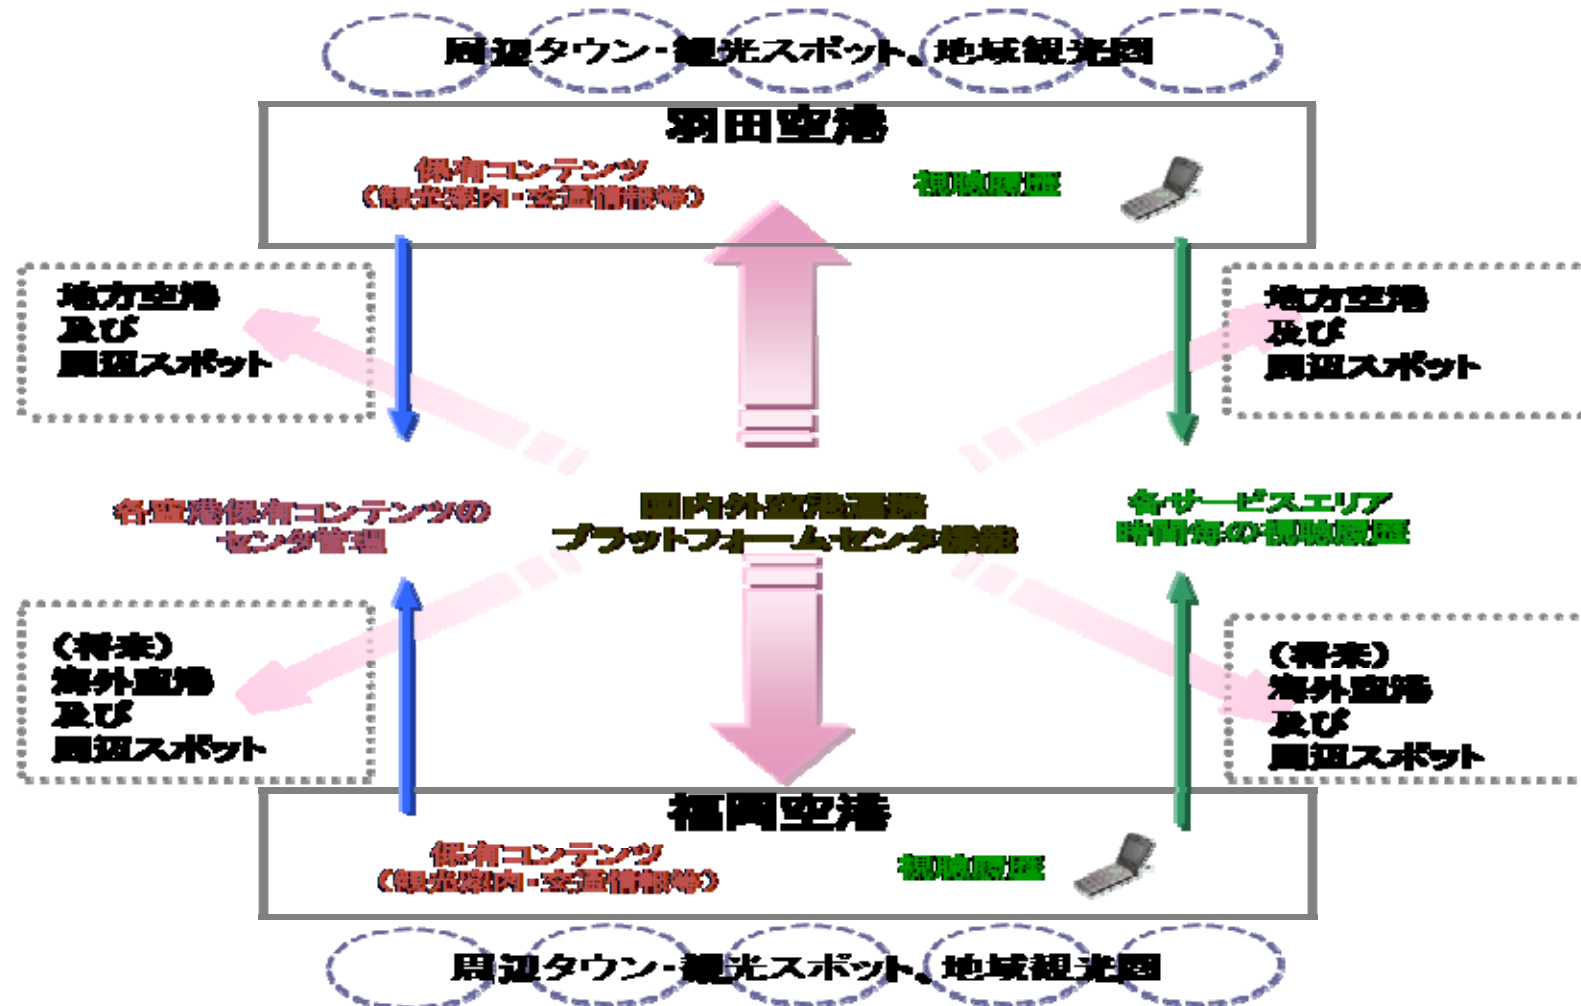 周辺タウン・観光スポット、地域観光圏
羽田空港
保有コンテンツ
（観光案内・交通情報等）
視聴履歴
地方空港
及び
周辺スポット
地方空港
及び
周辺スポット
各空港保有コンテンツの
センタ管理
国内外空港連携
プラットフォームセンタ機能
各サービスエリア
時間毎の視聴履歴
（将来）
海外空港
及び
周辺スポット
（将来）
海外空港
及び
周辺スポット
福岡空港
保有コンテンツ
（観光案内・交通情報等）
視聴履歴
周辺タウン・観光スポット、地域観光圏